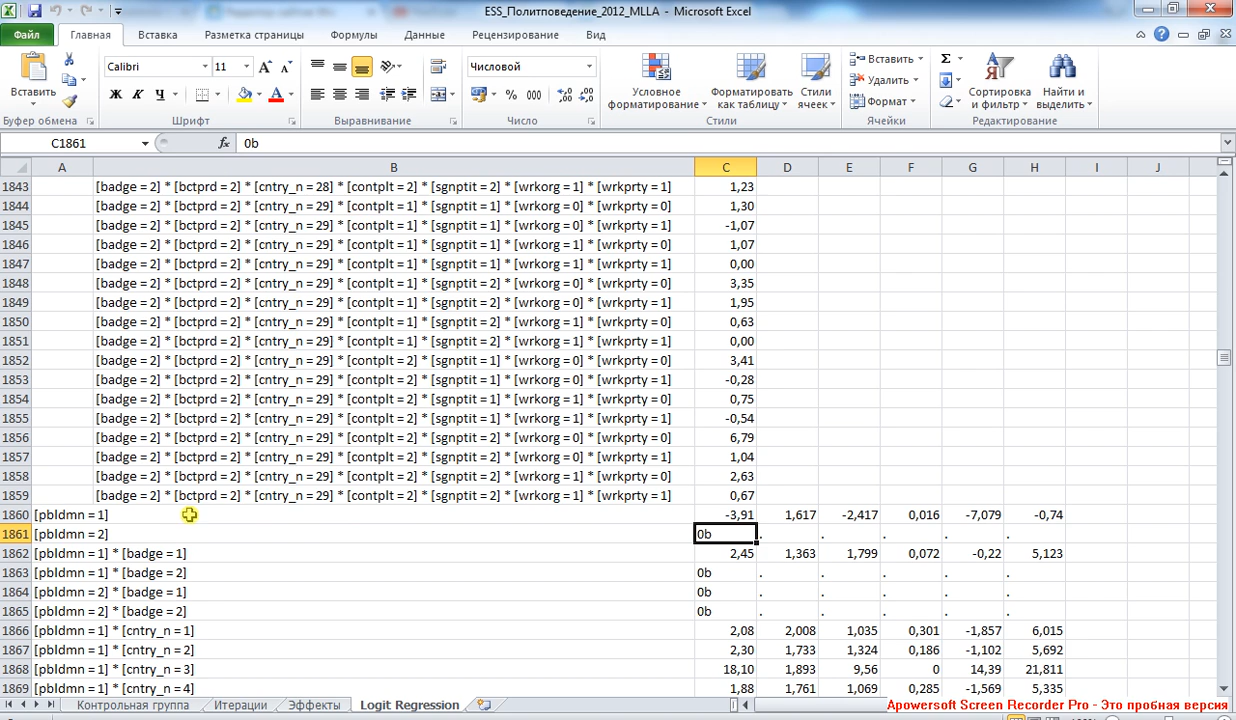 ESS_Политповедение_2012_MLLA - Microsoft Excel
Файл Главная Вставка Разметка страницы Формулы Данные Рецензирование Вид
Вставить Calibri 11 Числовой Условное форматирование Форматировать как таблицу Стили ячеек Вставить Удалить Формат Сортировка и фильтр Найти и выделить
Буфер обмена Шрифт Выравнивание Число Стили Ячейки Редактирование
C1861 fx 0b
A B C D E F G H I J
1843 [badge = 2] * [bctprd = 2] * [cntry_n = 28] * [contplt = 2] * [sgnptit = 2] * [wrkorg = 1] * [wrkprty = 1] 1,23
1844 [badge = 2] * [bctprd = 2] * [cntry_n = 29] * [contplt = 1] * [sgnptit = 1] * [wrkorg = 0] * [wrkprty = 0] 1,30
1845 [badge = 2] * [bctprd = 2] * [cntry_n = 29] * [contplt = 1] * [sgnptit = 1] * [wrkorg = 0] * [wrkprty = 1] -1,07
1846 [badge = 2] * [bctprd = 2] * [cntry_n = 29] * [contplt = 1] * [sgnptit = 1] * [wrkorg = 1] * [wrkprty = 0] 1,07
1847 [badge = 2] * [bctprd = 2] * [cntry_n = 29] * [contplt = 1] * [sgnptit = 1] * [wrkorg = 1] * [wrkprty = 1] 0,00
1848 [badge = 2] * [bctprd = 2] * [cntry_n = 29] * [contplt = 1] * [sgnptit = 2] * [wrkorg = 0] * [wrkprty = 0] 3,35
1849 [badge = 2] * [bctprd = 2] * [cntry_n = 29] * [contplt = 1] * [sgnptit = 2] * [wrkorg = 0] * [wrkprty = 1] 1,95
1850 [badge = 2] * [bctprd = 2] * [cntry_n = 29] * [contplt = 1] * [sgnptit = 2] * [wrkorg = 1] * [wrkprty = 0] 0,63
1851 [badge = 2] * [bctprd = 2] * [cntry_n = 29] * [contplt = 1] * [sgnptit = 2] * [wrkorg = 1] * [wrkprty = 1] 0,00
1852 [badge = 2] * [bctprd = 2] * [cntry_n = 29] * [contplt = 2] * [sgnptit = 1] * [wrkorg = 0] * [wrkprty = 0] 3,41
1853 [badge = 2] * [bctprd = 2] * [cntry_n = 29] * [contplt = 2] * [sgnptit = 1] * [wrkorg = 0] * [wrkprty = 1] -0,28
1854 [badge = 2] * [bctprd = 2] * [cntry_n = 29] * [contplt = 2] * [sgnptit = 1] * [wrkorg = 1] * [wrkprty = 0] 0,75
1855 [badge = 2] * [bctprd = 2] * [cntry_n = 29] * [contplt = 2] * [sgnptit = 1] * [wrkorg = 1] * [wrkprty = 1] -0,54
1856 [badge = 2] * [bctprd = 2] * [cntry_n = 29] * [contplt = 2] * [sgnptit = 2] * [wrkorg = 0] * [wrkprty = 0] 6,79
1857 [badge = 2] * [bctprd = 2] * [cntry_n = 29] * [contplt = 2] * [sgnptit = 2] * [wrkorg = 0] * [wrkprty = 1] 1,04
1858 [badge = 2] * [bctprd = 2] * [cntry_n = 29] * [contplt = 2] * [sgnptit = 2] * [wrkorg = 1] * [wrkprty = 0] 2,63
1859 [badge = 2] * [bctprd = 2] * [cntry_n = 29] * [contplt = 2] * [sgnptit = 2] * [wrkorg = 1] * [wrkprty = 1] 0,67
1860 [pbldmn = 1] -3,91 1,617 -2,417 0,016 -7,079 -0,74
1861 [pbldmn = 2] 0b . . . . .
1862 [pbldmn = 1] * [badge = 1] 2,45 1,363 1,799 0,072 -0,22 5,123
1863 [pbldmn = 1] * [badge = 2] 0b . . . . .
1864 [pbldmn = 2] * [badge = 1] 0b . . . . .
1865 [pbldmn = 2] * [badge = 2] 0b . . . . .
1866 [pbldmn = 1] * [cntry_n = 1] 2,08 2,008 1,035 0,301 -1,857 6,015
1867 [pbldmn = 1] * [cntry_n = 2] 2,30 1,733 1,324 0,186 -1,102 5,692
1868 [pbldmn = 1] * [cntry_n = 3] 18,10 1,893 9,56 0 14,39 21,811
1869 [pbldmn = 1] * [cntry_n = 4] 1,88 1,761 1,069 0,285 -1,569 5,335
Контрольная группа Итерации Эффекты Logit Regression
Apowersoft Screen Recorder Pro - Это пробная версия